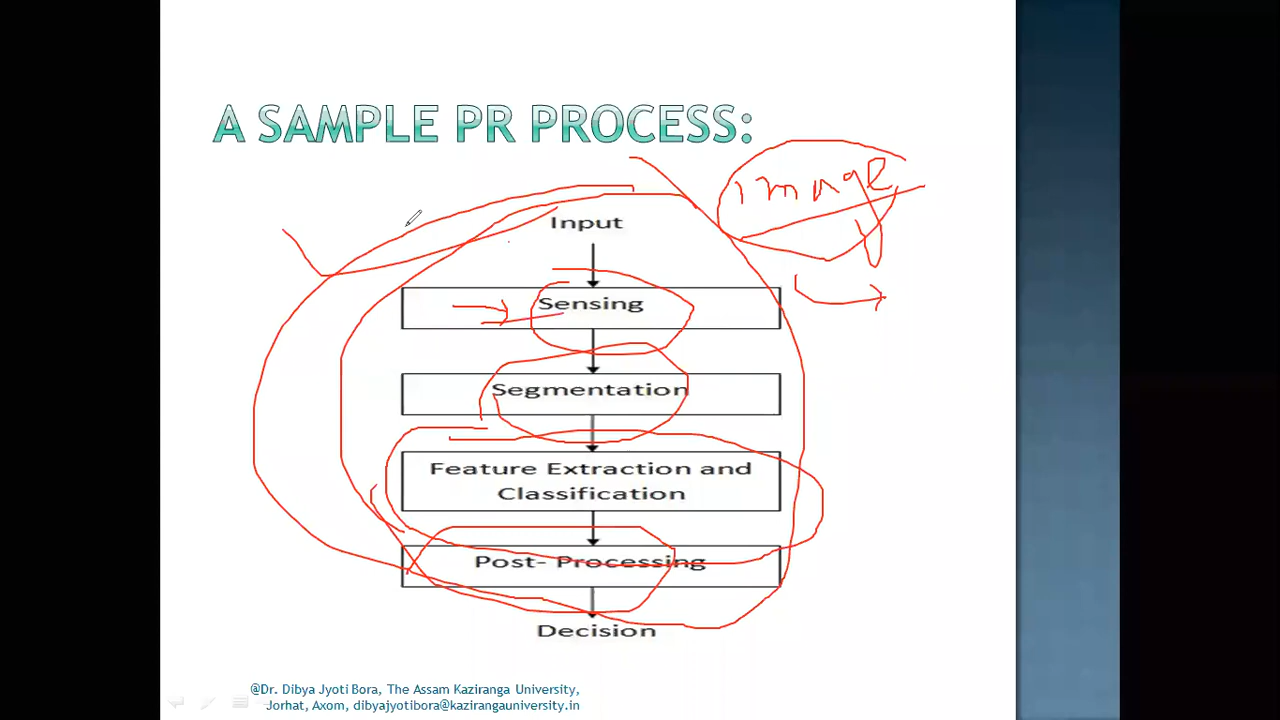 A SAMPLE PR PROCESS:
image
Input
Sensing
Segmentation
Feature Extraction and
Classification
Post- Processing
Decision
@Dr. Dibya Jyoti Bora, The Assam Kaziranga University,
Jorhat, Axom, dibyajyotibora@kazirangauniversity.in